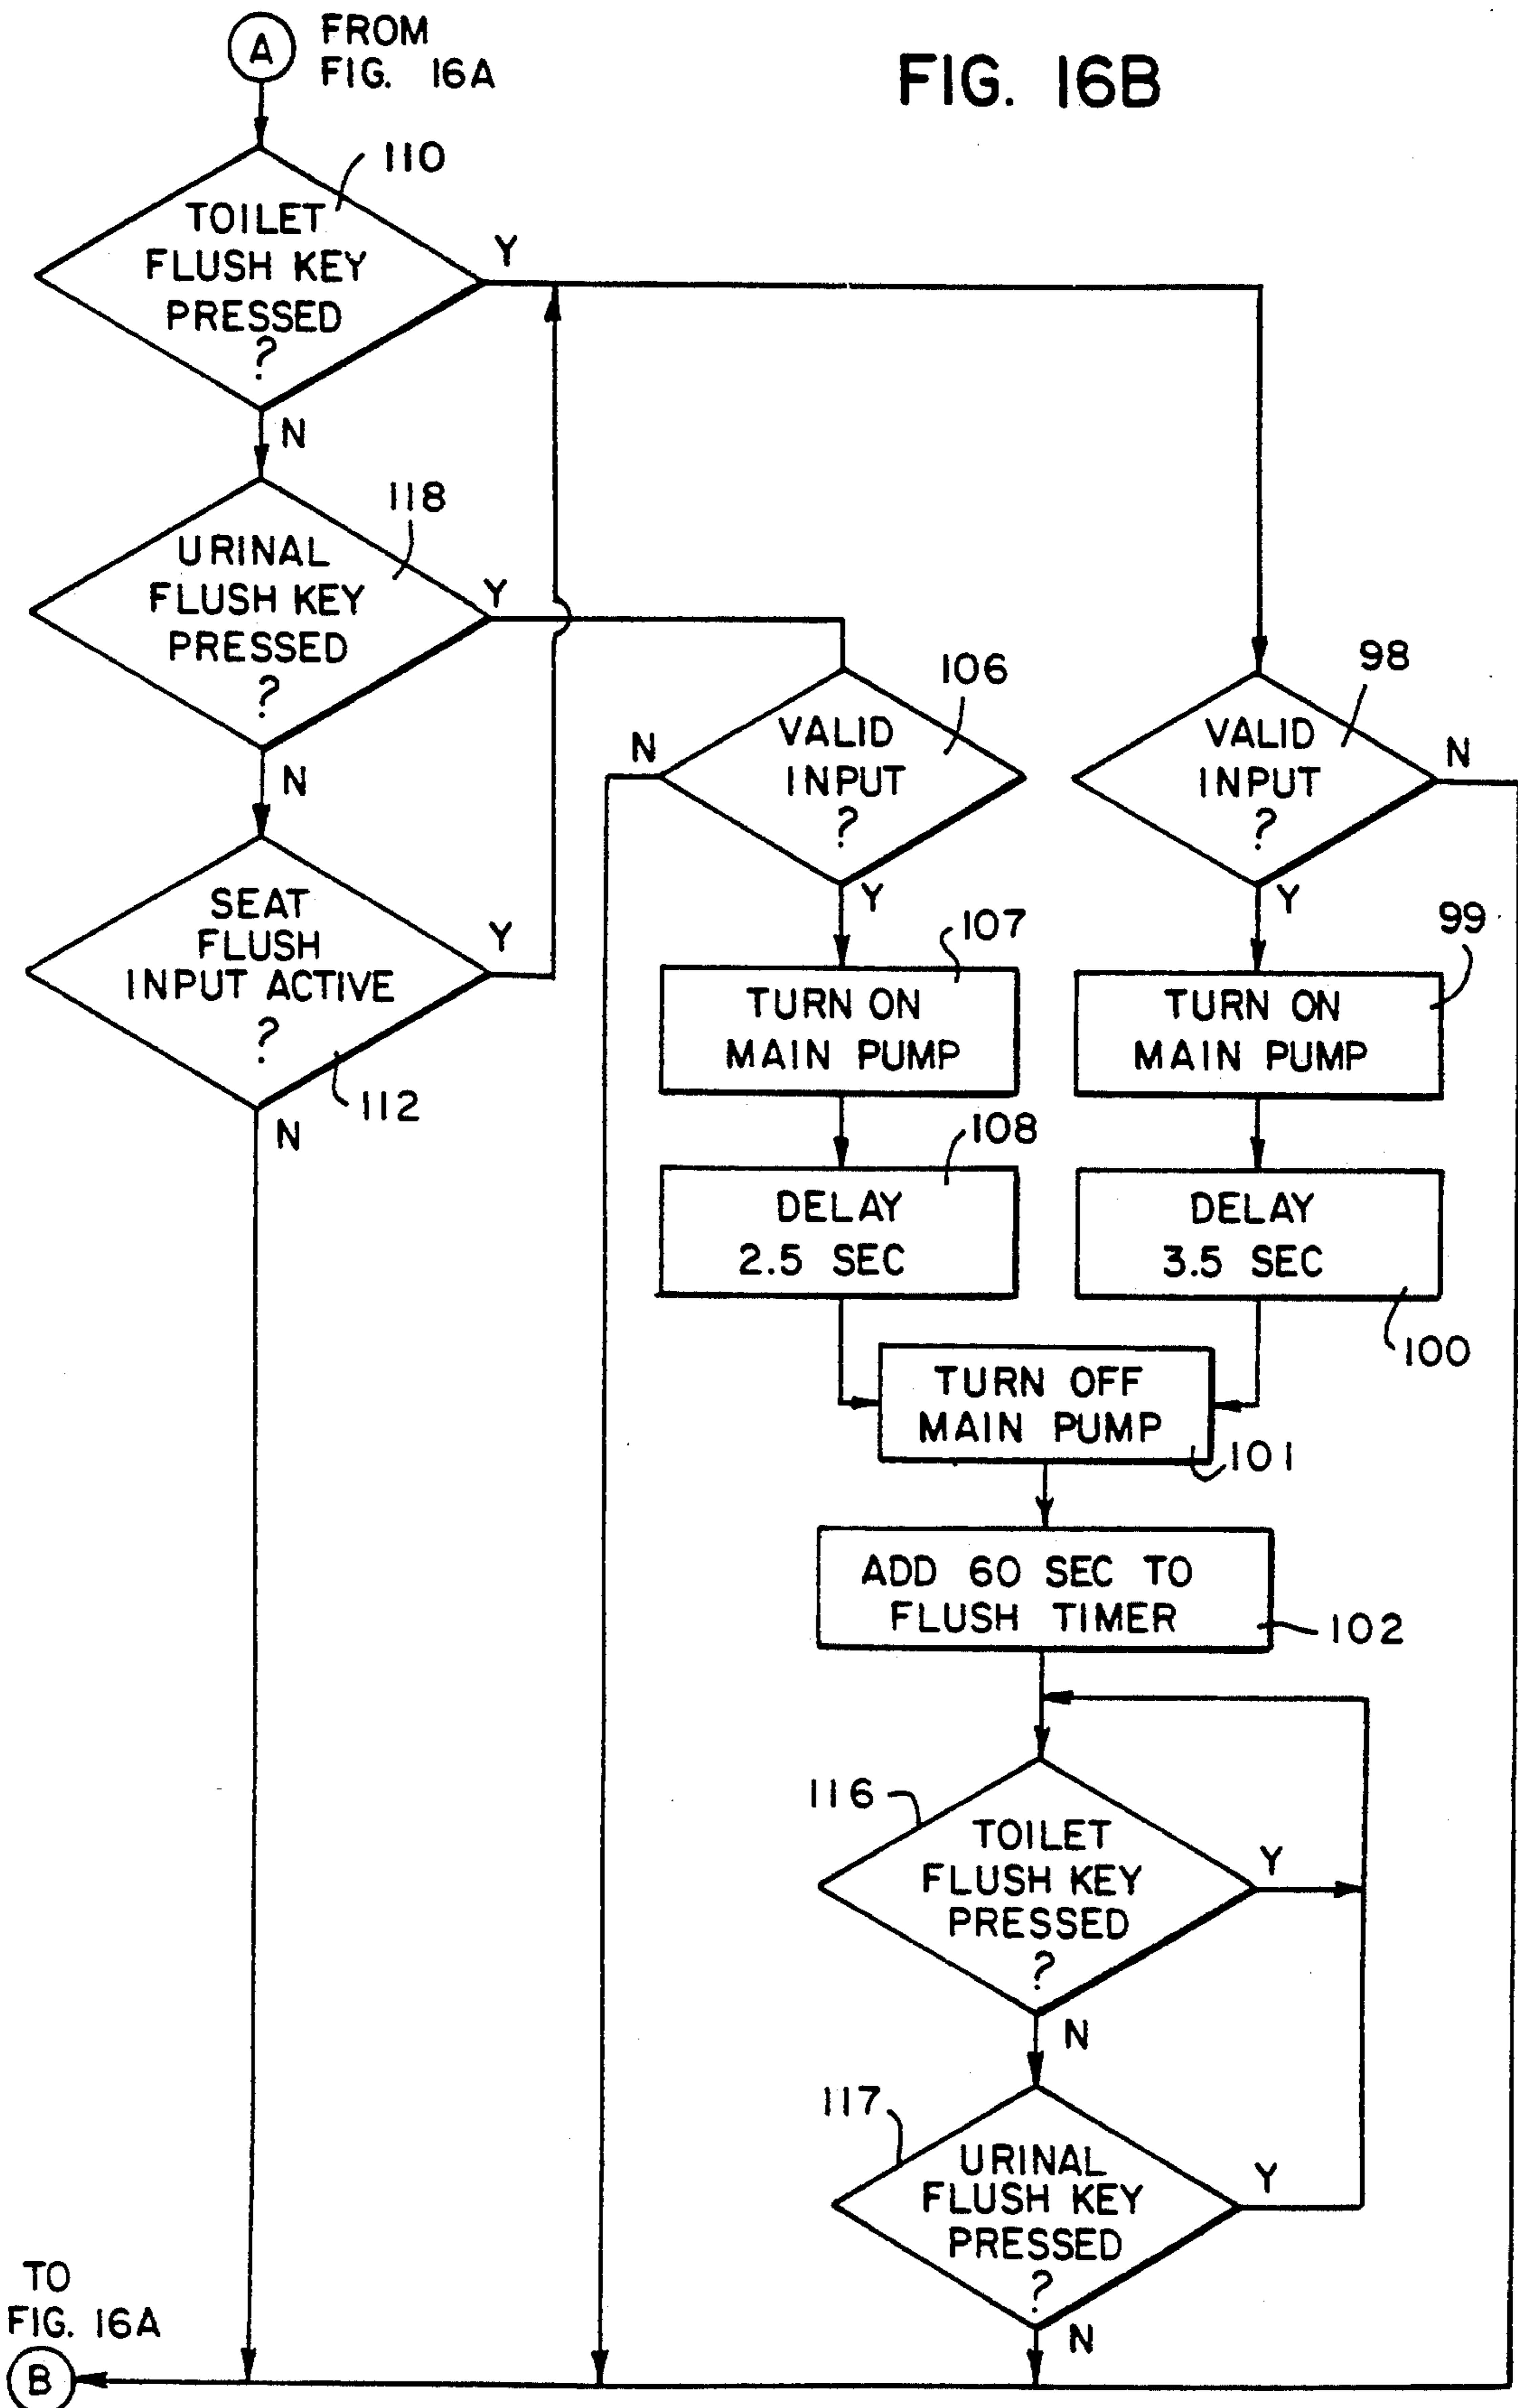 A
FROM
FIG. 16A
FIG. 16B
110
TOILET
FLUSH KEY
PRESSED
?
Y
N
118
URINAL
FLUSH KEY
PRESSED
?
Y
N
SEAT
FLUSH
INPUT ACTIVE
?
Y
112
N
106
VALID
INPUT
?
N
Y
98
VALID
INPUT
?
N
Y
107
TURN ON
MAIN PUMP
99
TURN ON
MAIN PUMP
108
DELAY
2.5 SEC
DELAY
3.5 SEC
100
TURN OFF
MAIN PUMP
101
ADD 60 SEC TO
FLUSH TIMER
102
116
TOILET
FLUSH KEY
PRESSED
?
Y
N
117
URINAL
FLUSH KEY
PRESSED
?
Y
N
TO
FIG. 16A
B